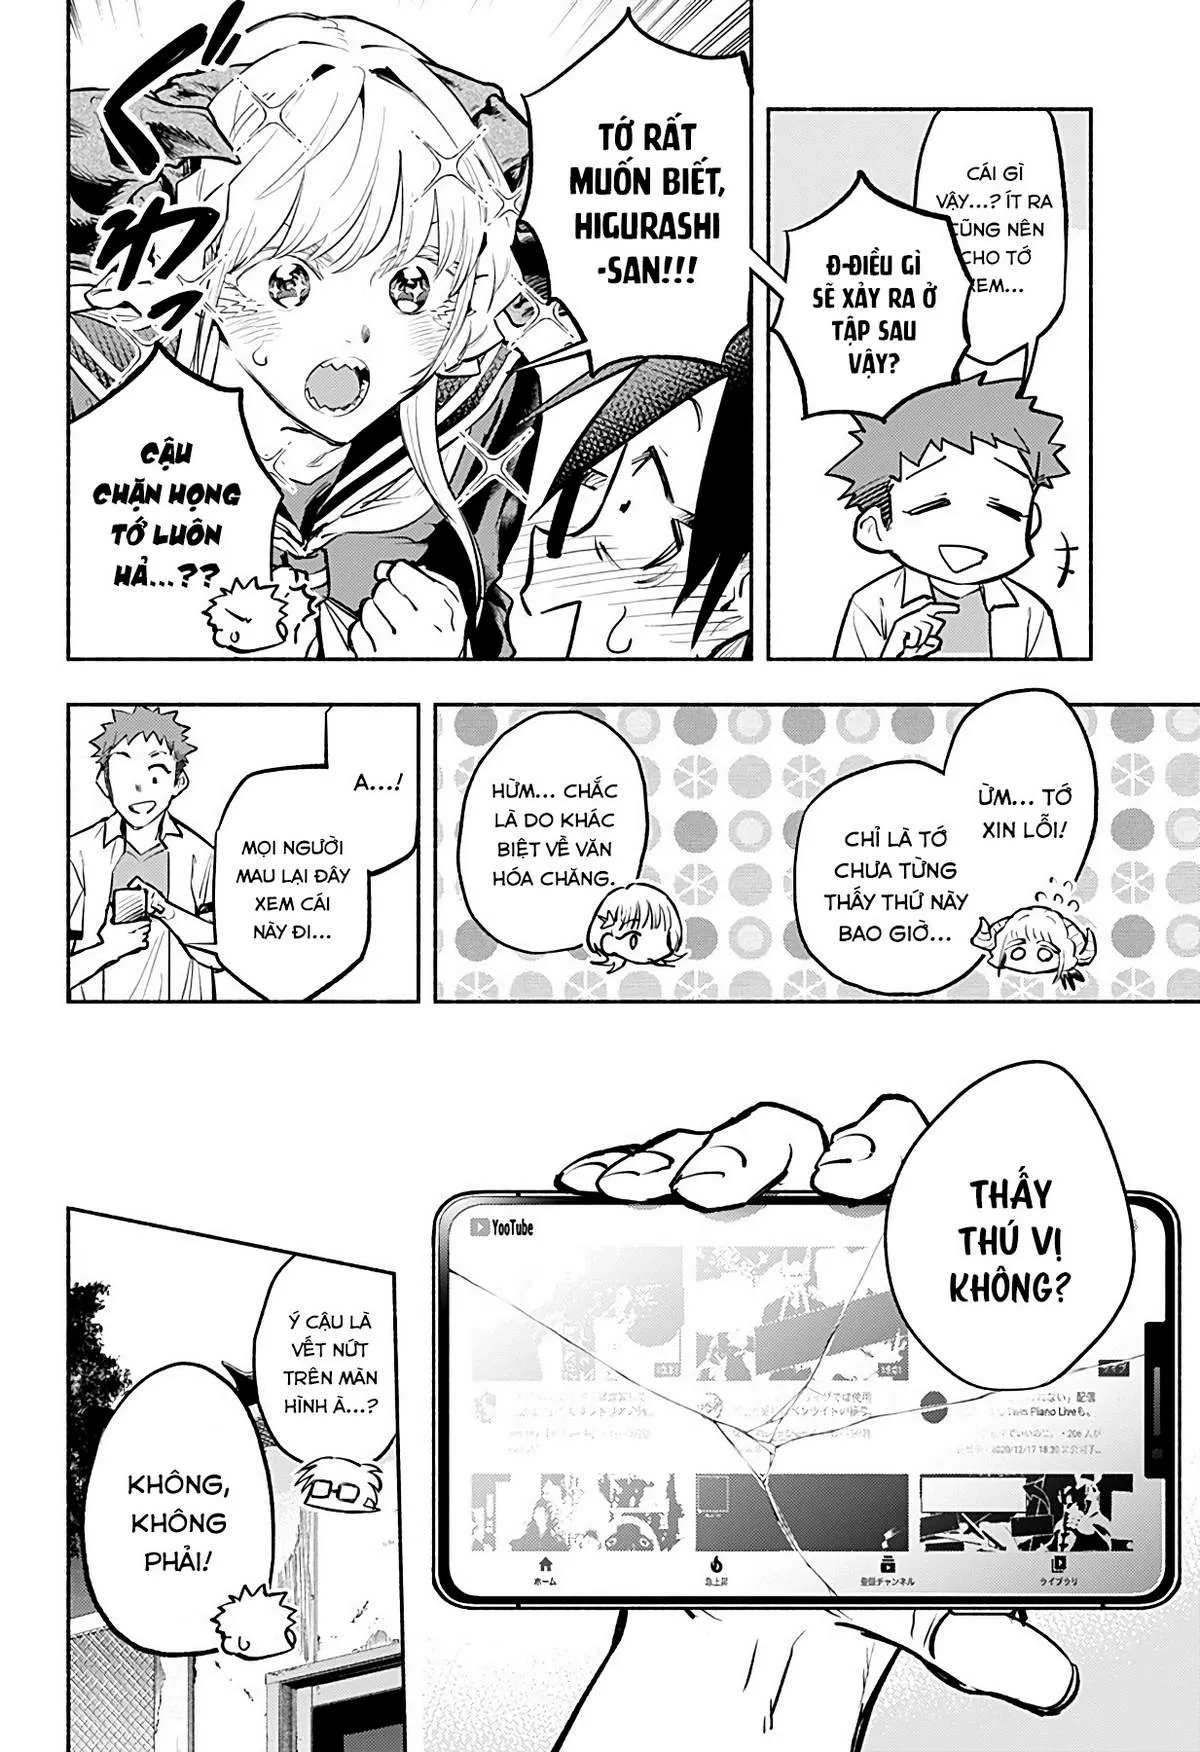 CÁI GÌ
VẬY...? ÍT RA
CŨNG NÊN
CHO TỚ
XEM...
Đ-ĐIỀU GÌ
SẼ XẢY RA Ở
TẬP SAU
VẬY?
TỚ RẤT
MUỐN BIẾT,
HIGURASHI
-SAN!!!
CẬU
CHẶN HỌNG
TỚ LUÔN
HẢ...??
ỪM... TỚ
XIN LỖI!
CHỈ LÀ TỚ
CHƯA TỪNG
THẤY THỨ NÀY
BAO GIỜ...
HỪM... CHẮC
LÀ DO KHÁC
BIỆT VỀ VĂN
HÓA CHĂNG.
A...!
MỌI NGƯỜI
MAU LẠI ĐÂY
XEM CÁI
NÀY ĐI...
THẤY
THÚ VỊ
KHÔNG?
YooTube
ライブ
ホーム
急上昇
登録チャンネル
ライブラリ
Ý CẬU LÀ
VẾT NỨT
TRÊN MÀN
HÌNH À...?
KHÔNG,
KHÔNG
PHẢI!